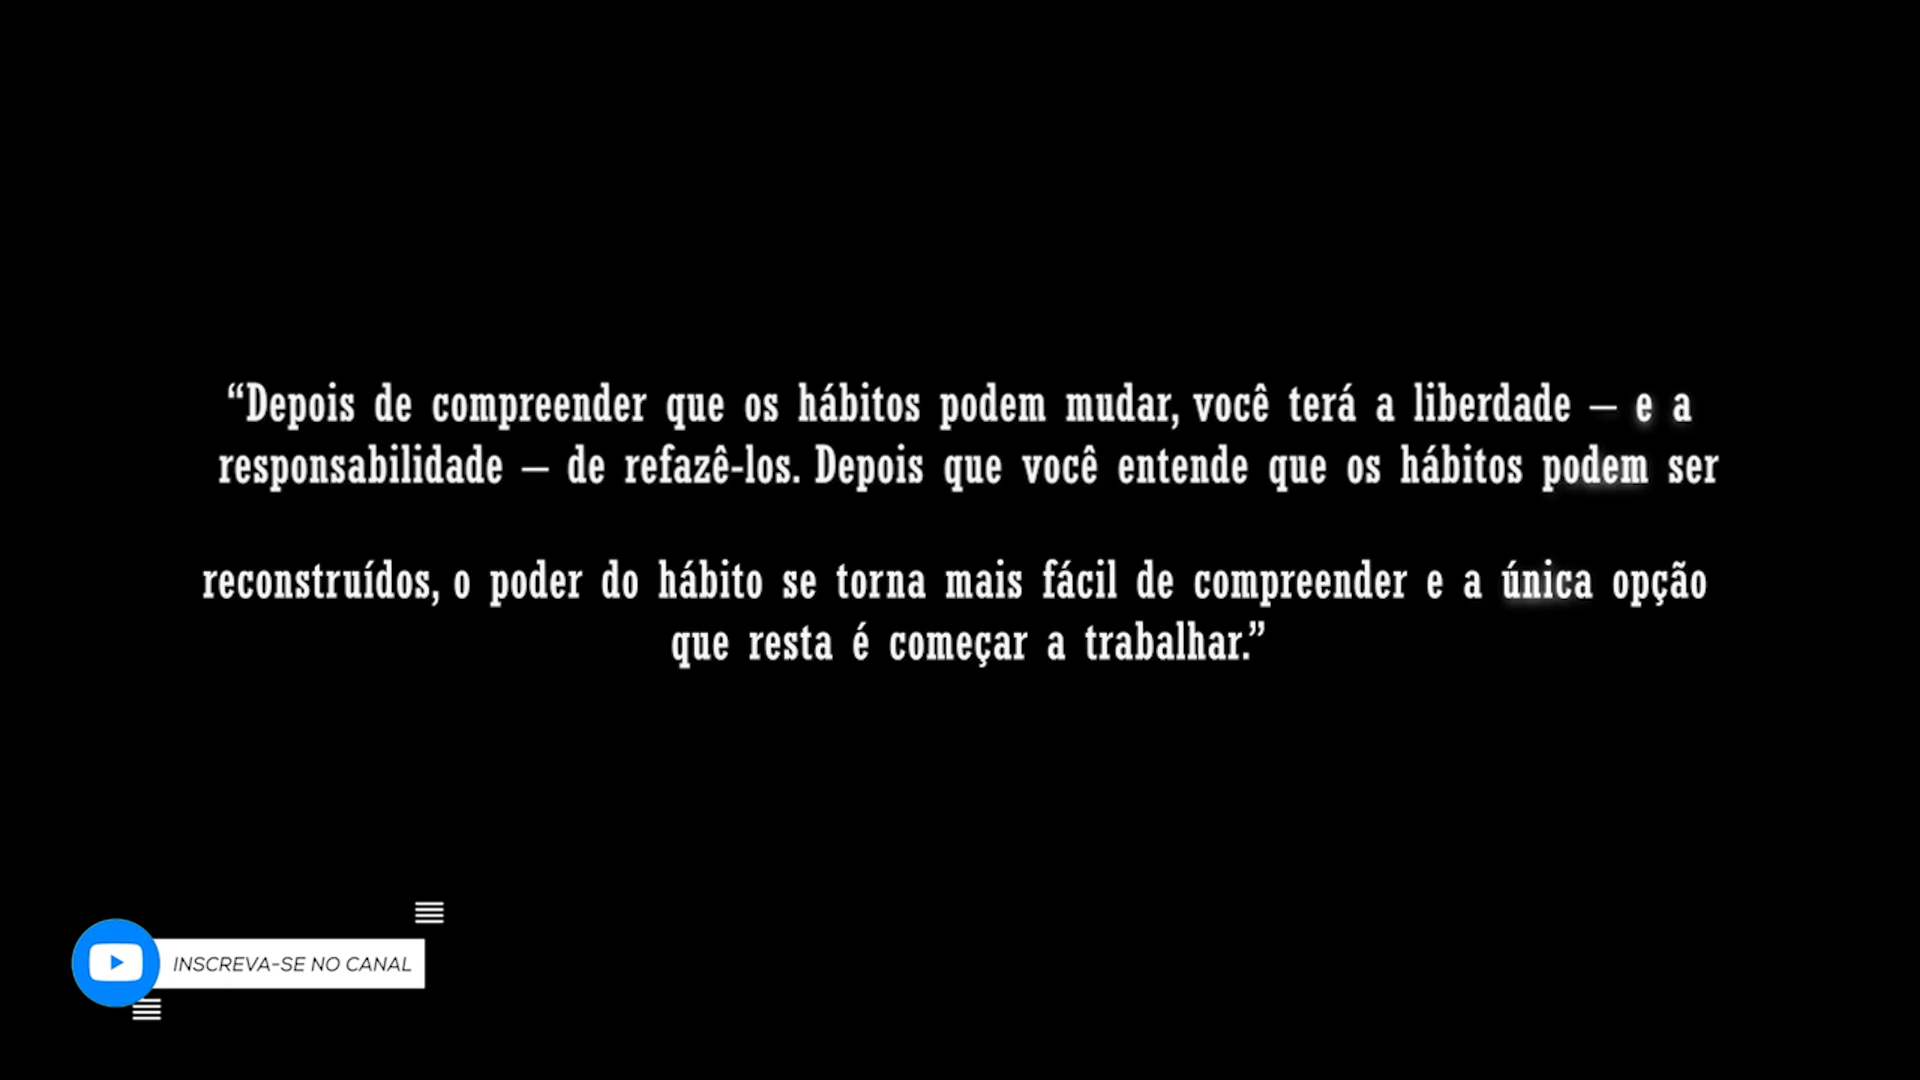 “Depois de compreender que os hábitos podem mudar, você terá a liberdade – e a
responsabilidade – de refazê-los. Depois que você entende que os hábitos podem ser
reconstruídos, o poder do hábito se torna mais fácil de compreender e a única opção
que resta é começar a trabalhar.”
INSCREVA-SE NO CANAL